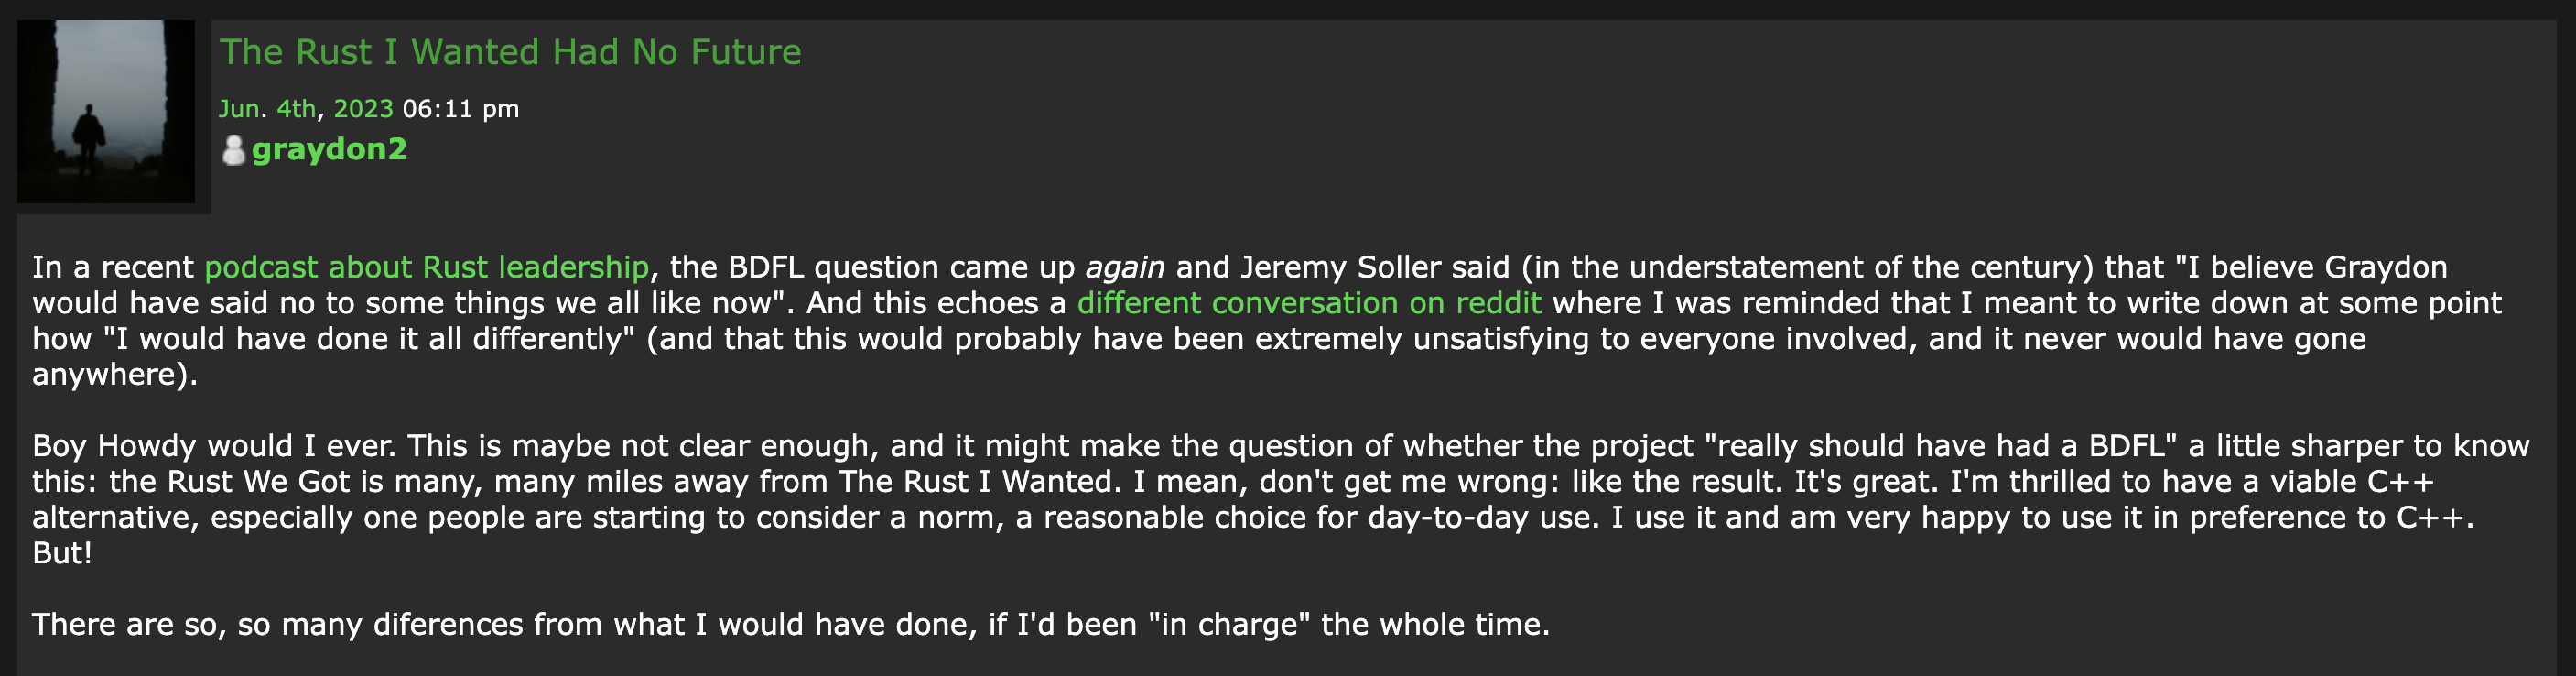 The Rust I Wanted Had No Future
Jun. 4th, 2023 06:11 pm
graydon2
In a recent podcast about Rust leadership, the BDFL question came up again and Jeremy Soller said (in the understatement of the century) that "I believe Graydon
would have said no to some things we all like now". And this echoes a different conversation on reddit where I was reminded that I meant to write down at some point
how "I would have done it all differently" (and that this would probably have been extremely unsatisfying to everyone involved, and it never would have gone
anywhere).
Boy Howdy would I ever. This is maybe not clear enough, and it might make the question of whether the project "really should have had a BDFL" a little sharper to know
this: the Rust We Got is many, many miles away from The Rust I Wanted. I mean, don't get me wrong: like the result. It's great. I'm thrilled to have a viable C++
alternative, especially one people are starting to consider a norm, a reasonable choice for day-to-day use. I use it and am very happy to use it in preference to C++.
But!
There are so, so many diferences from what I would have done, if I'd been "in charge" the whole time.